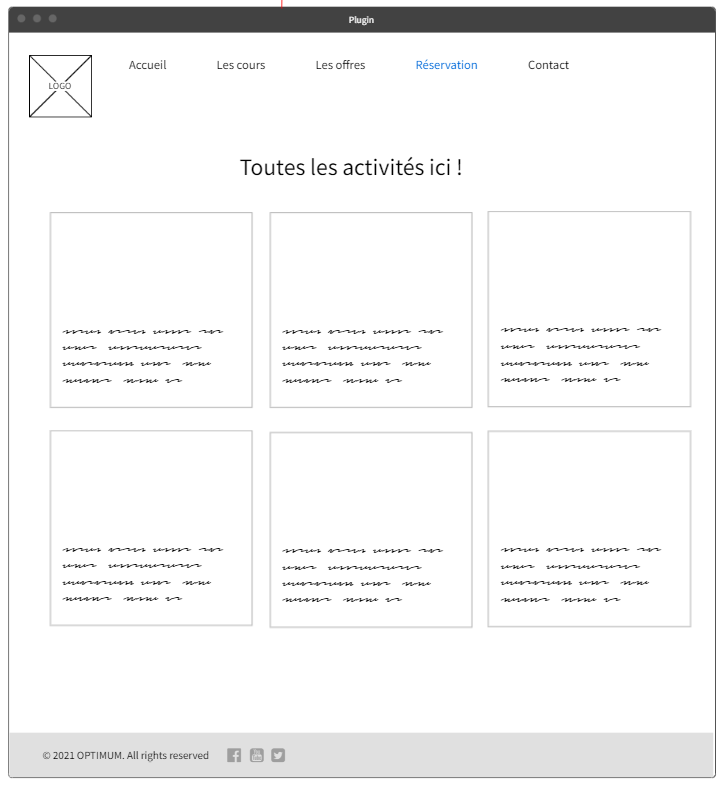 Plugin
LOGO
Accueil Les cours Les offres Réservation Contact
Toutes les activités ici !
© 2021 OPTIMUM. All rights reserved